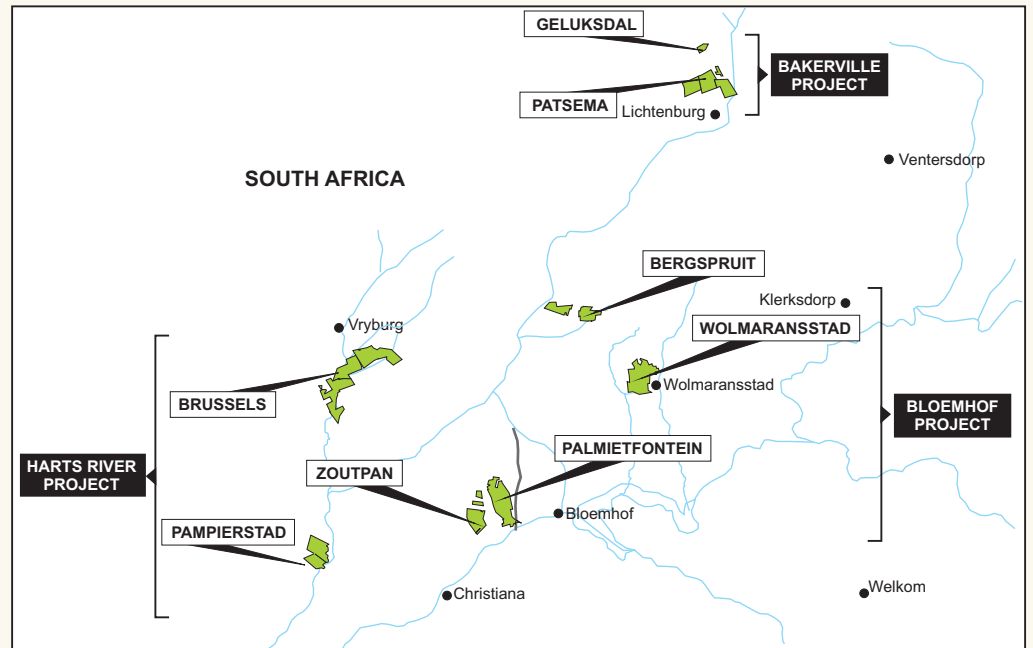 GELUKSDAL
BAKERVILLE
PROJECT
PATSEMA
Lichtenburg
Ventersdorp
SOUTH AFRICA
BERGSPRUIT
Klerksdorp
Vryburg
WOLMARANSSTAD
Wolmaransstad
BRUSSELS
BLOEMHOF
PROJECT
PALMIETFONTEIN
ZOUTPAN
HARTS RIVER
PROJECT
Bloemhof
PAMPIERSTAD
Christiana
Welkom